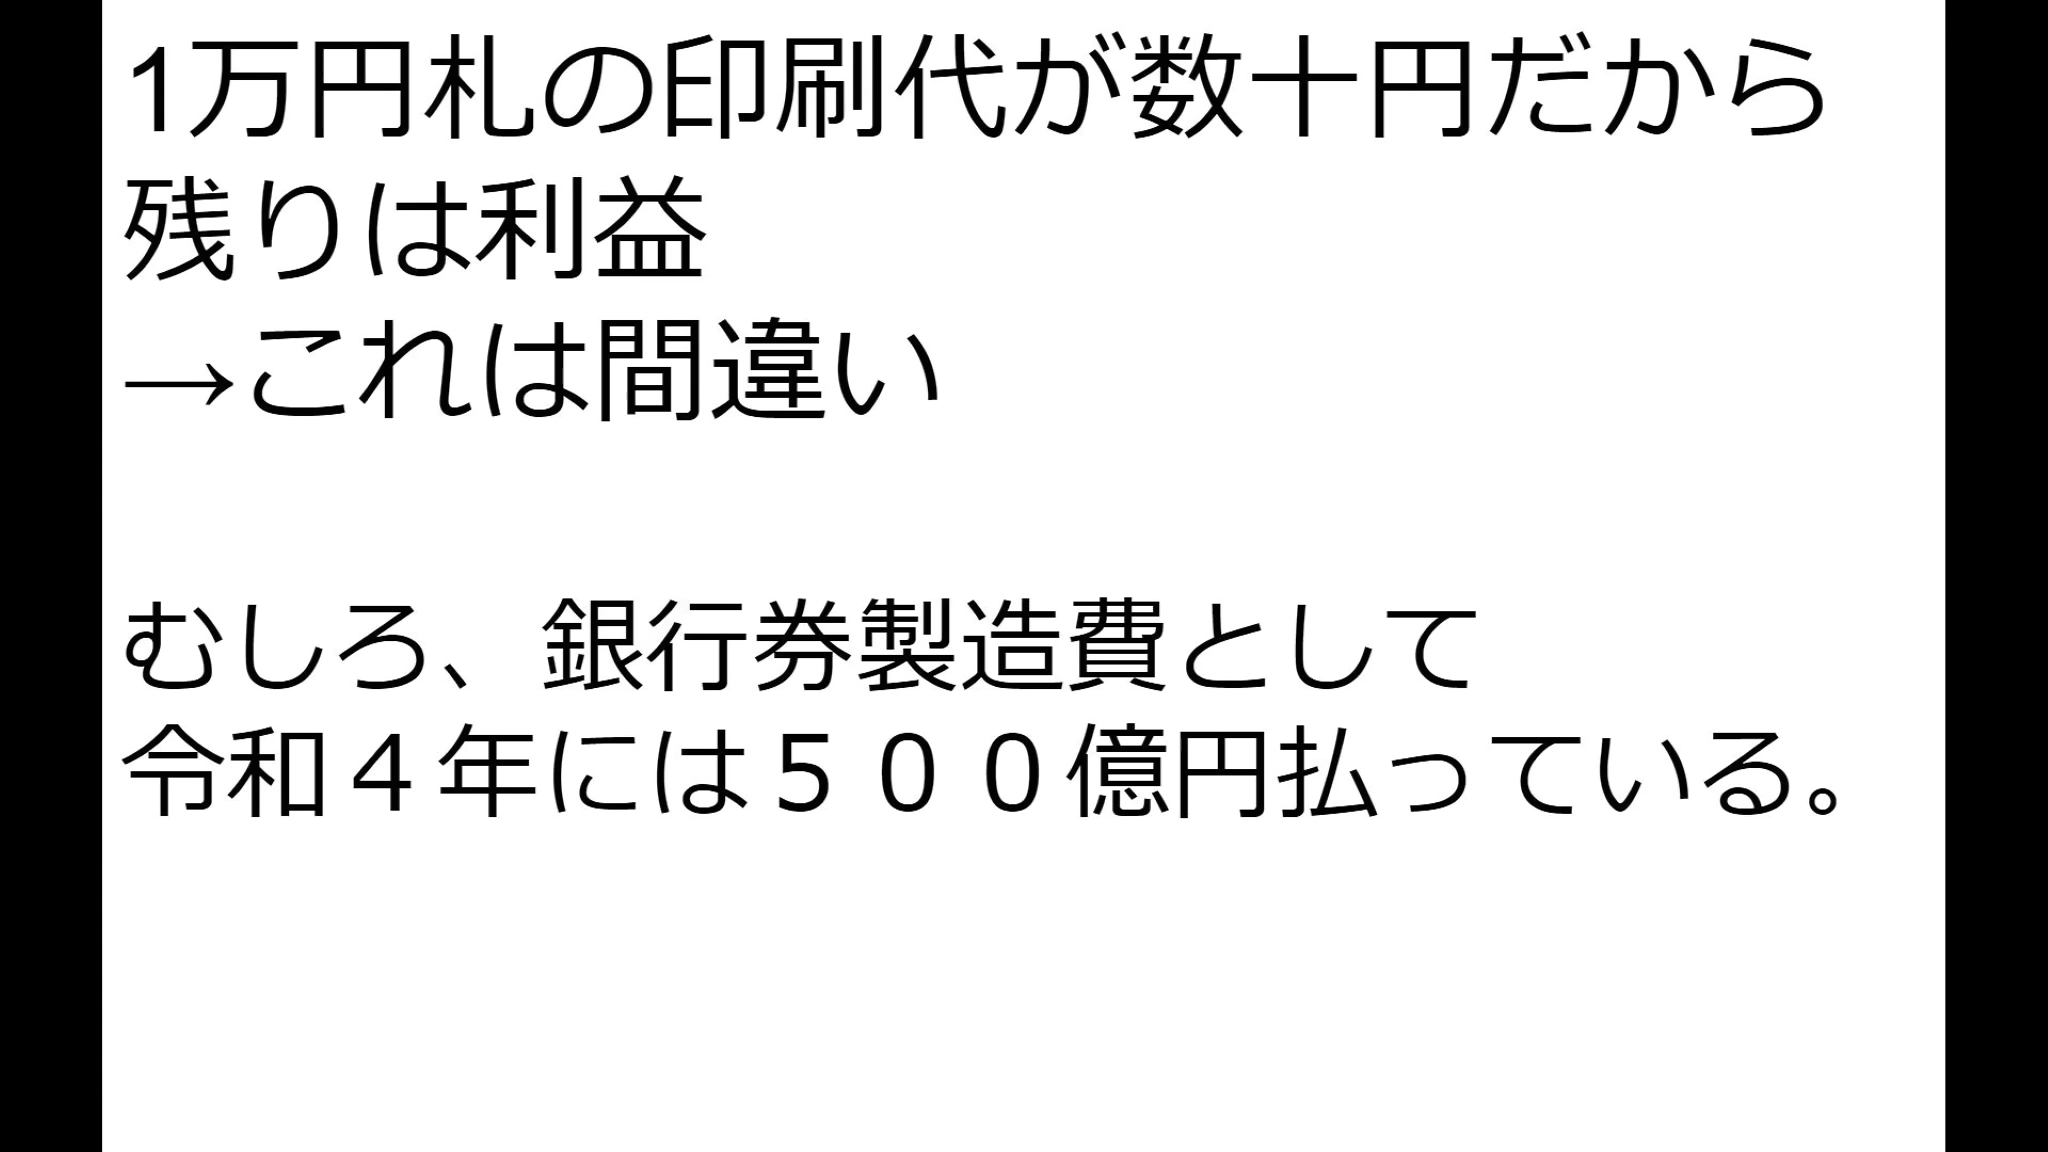 1万円札の印刷代が数十円だから
残りは利益
→これは間違い
むしろ、銀行券製造費として
令和４年には５００億円払っている。